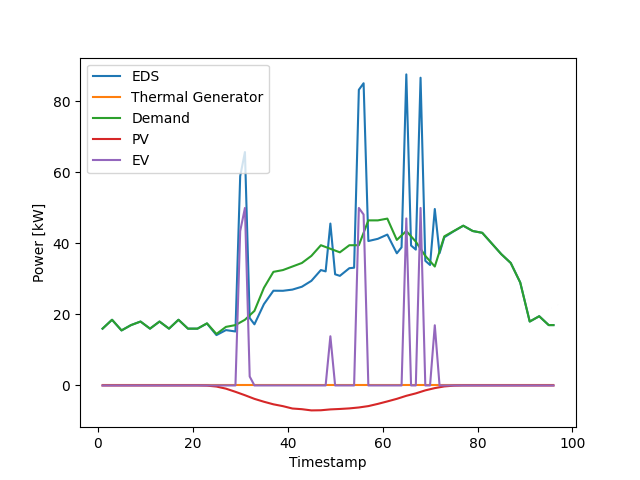 EDS
Thermal Generator
Demand
PV
EV
Power [kW]
80
60
40
20
0
0 20 40 60 80 100
Timestamp